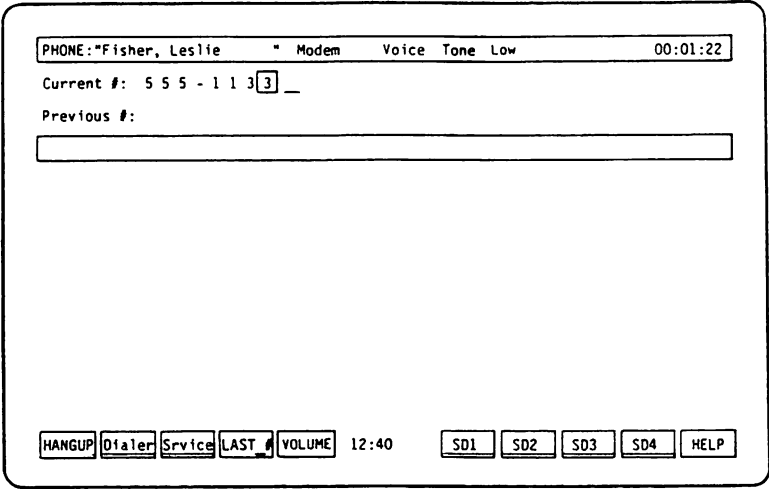 PHONE:"Fisher, Leslie " Modem Voice Tone Low 00:01:22
Current #: 5 5 5 - 1 1 3 3 _
Previous #:
HANGUP Dialer Srvice LAST_# VOLUME 12:40 SD1 SD2 SD3 SD4 HELP